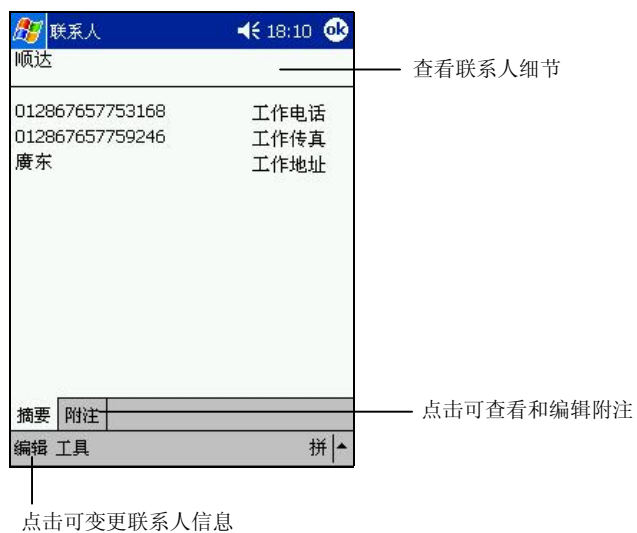 联系人 18:10 ok
顺达
查看联系人细节
012867657753168 工作电话
012867657759246 工作传真
廣东 工作地址
摘要 附注
点击可查看和编辑附注
编辑 工具 拼
点击可变更联系人信息